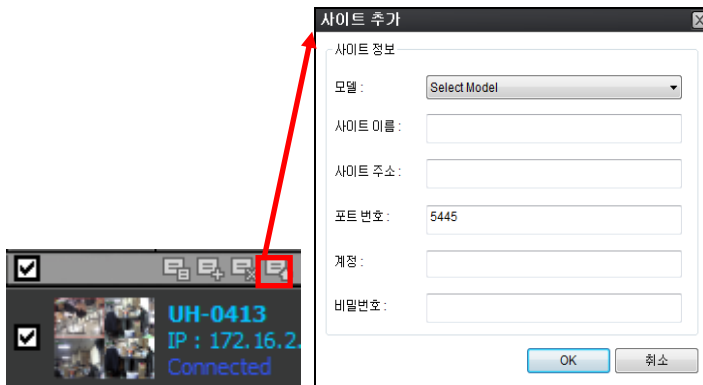 사이트 추가
사이트 정보
모델 :
Select Model
사이트 이름 :
사이트 주소 :
포트 번호 :
5445
계정 :
비밀번호 :
OK
취소
UH-0413
IP : 172.16.2.
Connected